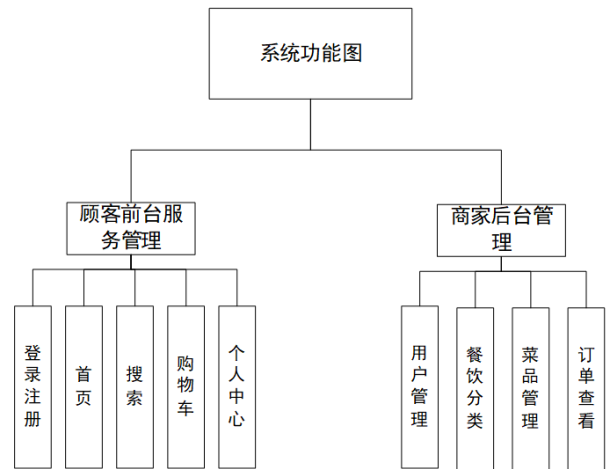 系统功能图
顾客前台服
务管理
商家后台管
理
登录注册
首页
搜索
购物车
个人中心
用户管理
餐饮分类
菜品管理
订单查看